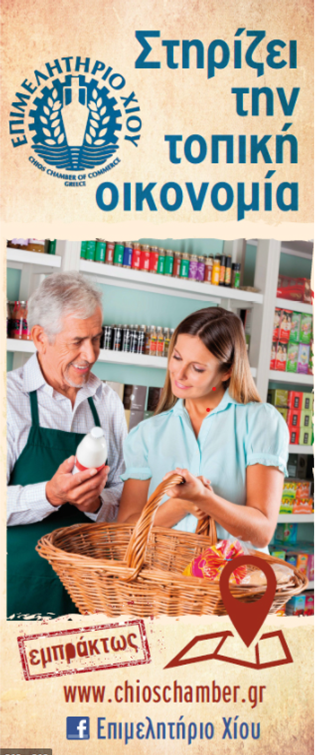 ΕΠΙΜΕΛΗΤΗΡΙΟ ΧΙΟΥ
CHIOS CHAMBER OF COMMERCE
GREECE
Στηρίζει
την
τοπική
οικονομία
εμπράκτως
www.chioschamber.gr
f Επιμελητήριο Χίου